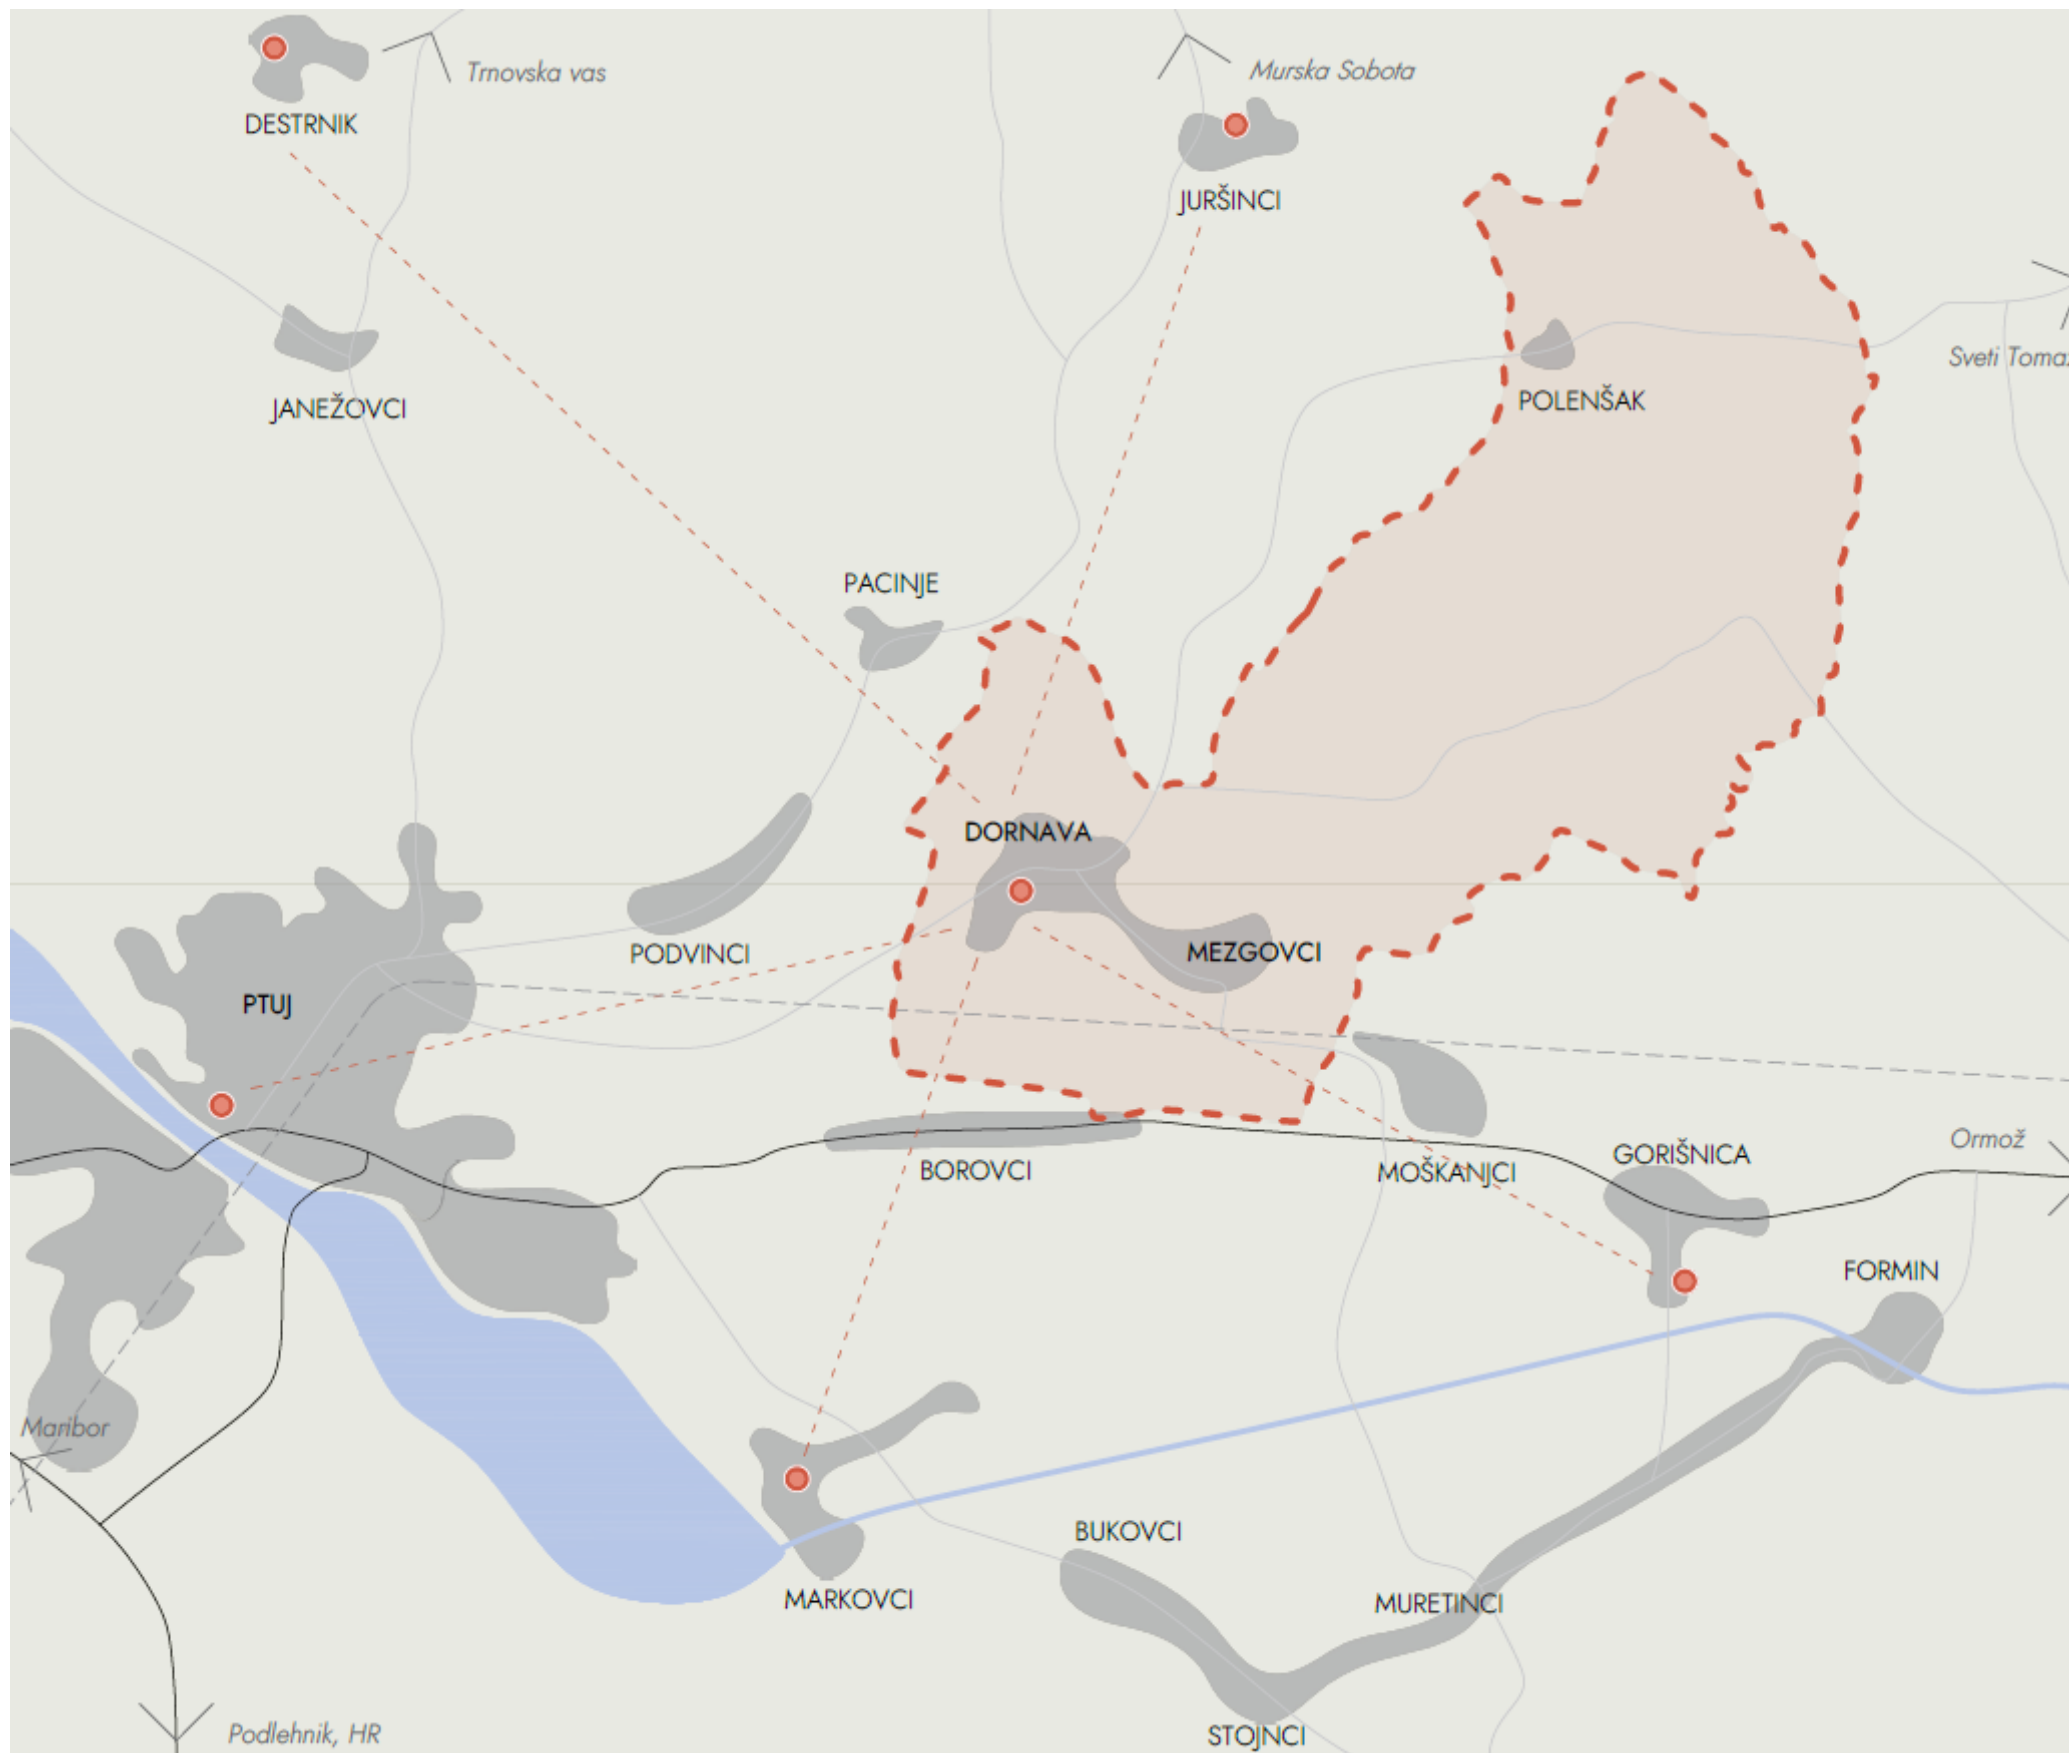 Trnovska vas
Murska Sobota
DESTRNIK
JURŠINCI
Sveti Toma
JANEŽOVCI
POLENŠAK
PACINJE
DORNAVA
PODVINCI
MEZGOVCI
PTUJ
Ormož
BOROVCI
MOŠKANJCI
GORIŠNICA
FORMIN
Maribor
BUKOVCI
MARKOVCI
MURETINCI
Podlehnik, HR
STOJNCI